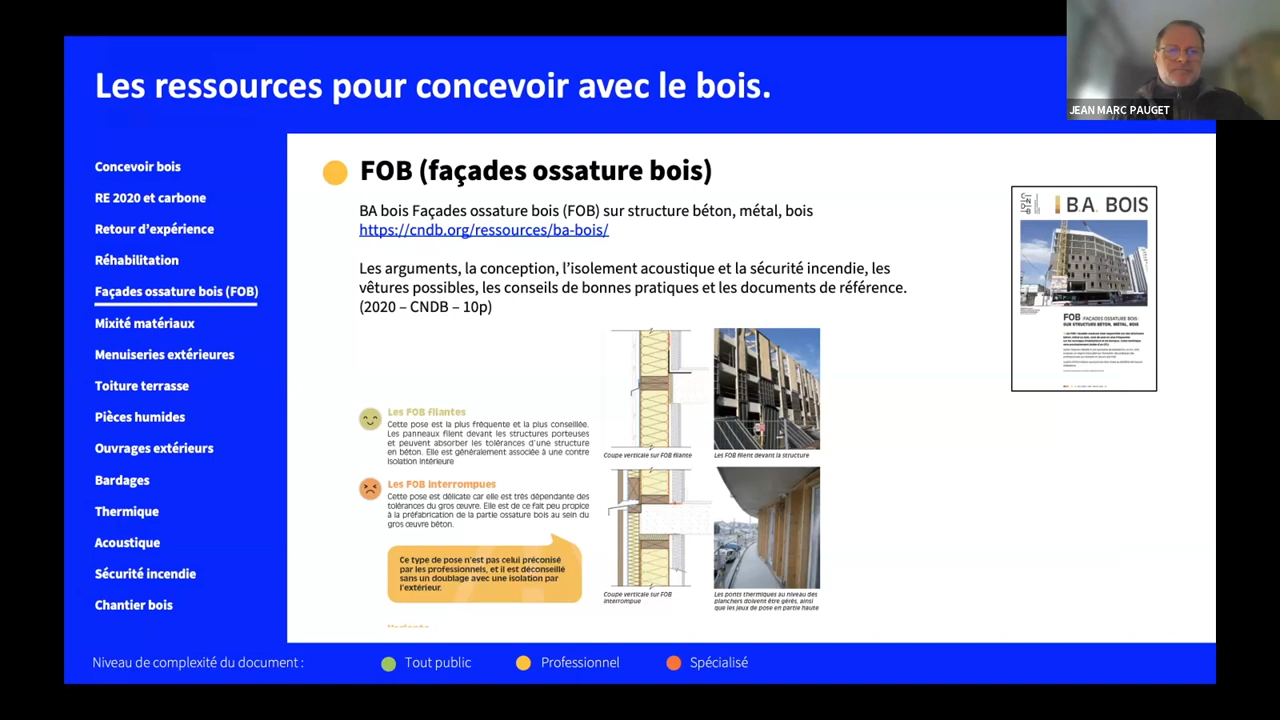 Les ressources pour concevoir avec le bois.
JEAN MARC PAUGET
Concevoir bois
RE 2020 et carbone
Retour d'expérience
Réhabilitation
Façades ossature bois (FOB)
Mixité matériaux
Menuiseries extérieures
Toiture terrasse
Pièces humides
Ouvrages extérieurs
Bardages
Thermique
Acoustique
Sécurité incendie
Chantier bois
FOB (façades ossature bois)
BA bois Façades ossature bois (FOB) sur structure béton, métal, bois
https://cndb.org/ressources/ba-bois/
Les arguments, la conception, l'isolement acoustique et la sécurité incendie, les
vêtures possibles, les conseils de bonnes pratiques et les documents de référence.
(2020 – CNDB – 10p)
Les FOB filantes
Cette pose est la plus fréquente et la plus conseillée.
Les panneaux filent devant les structures porteuses
et peuvent absorber les tolérances d'une structure
en béton. Elle est généralement associée à une contre
isolation intérieure
Les FOB interrompues
Cette pose est délicate car elle est très dépendante des
tolérances du gros œuvre. Elle est de ce fait peu propice
à la préfabrication de la partie ossature bois au sein du
gros œuvre béton.
Ce type de pose n'est pas celui préconisé
par les professionnels, et il est déconseillé
sans un doublage avec une isolation par
l'extérieur.
Coupe verticale sur FOB filante
Les FOB filent devant la structure
Coupe verticale sur FOB
interrompue
Les ponts thermiques au niveau des
planchers doivent être gérés, ainsi
que les jeux de pose en partie haute
B.A. BOIS
FOB FAÇADES OSSATURE BOIS
SUR STRUCTURE BÉTON, MÉTAL, BOIS
Niveau de complexité du document :
Tout public
Professionnel
Spécialisé